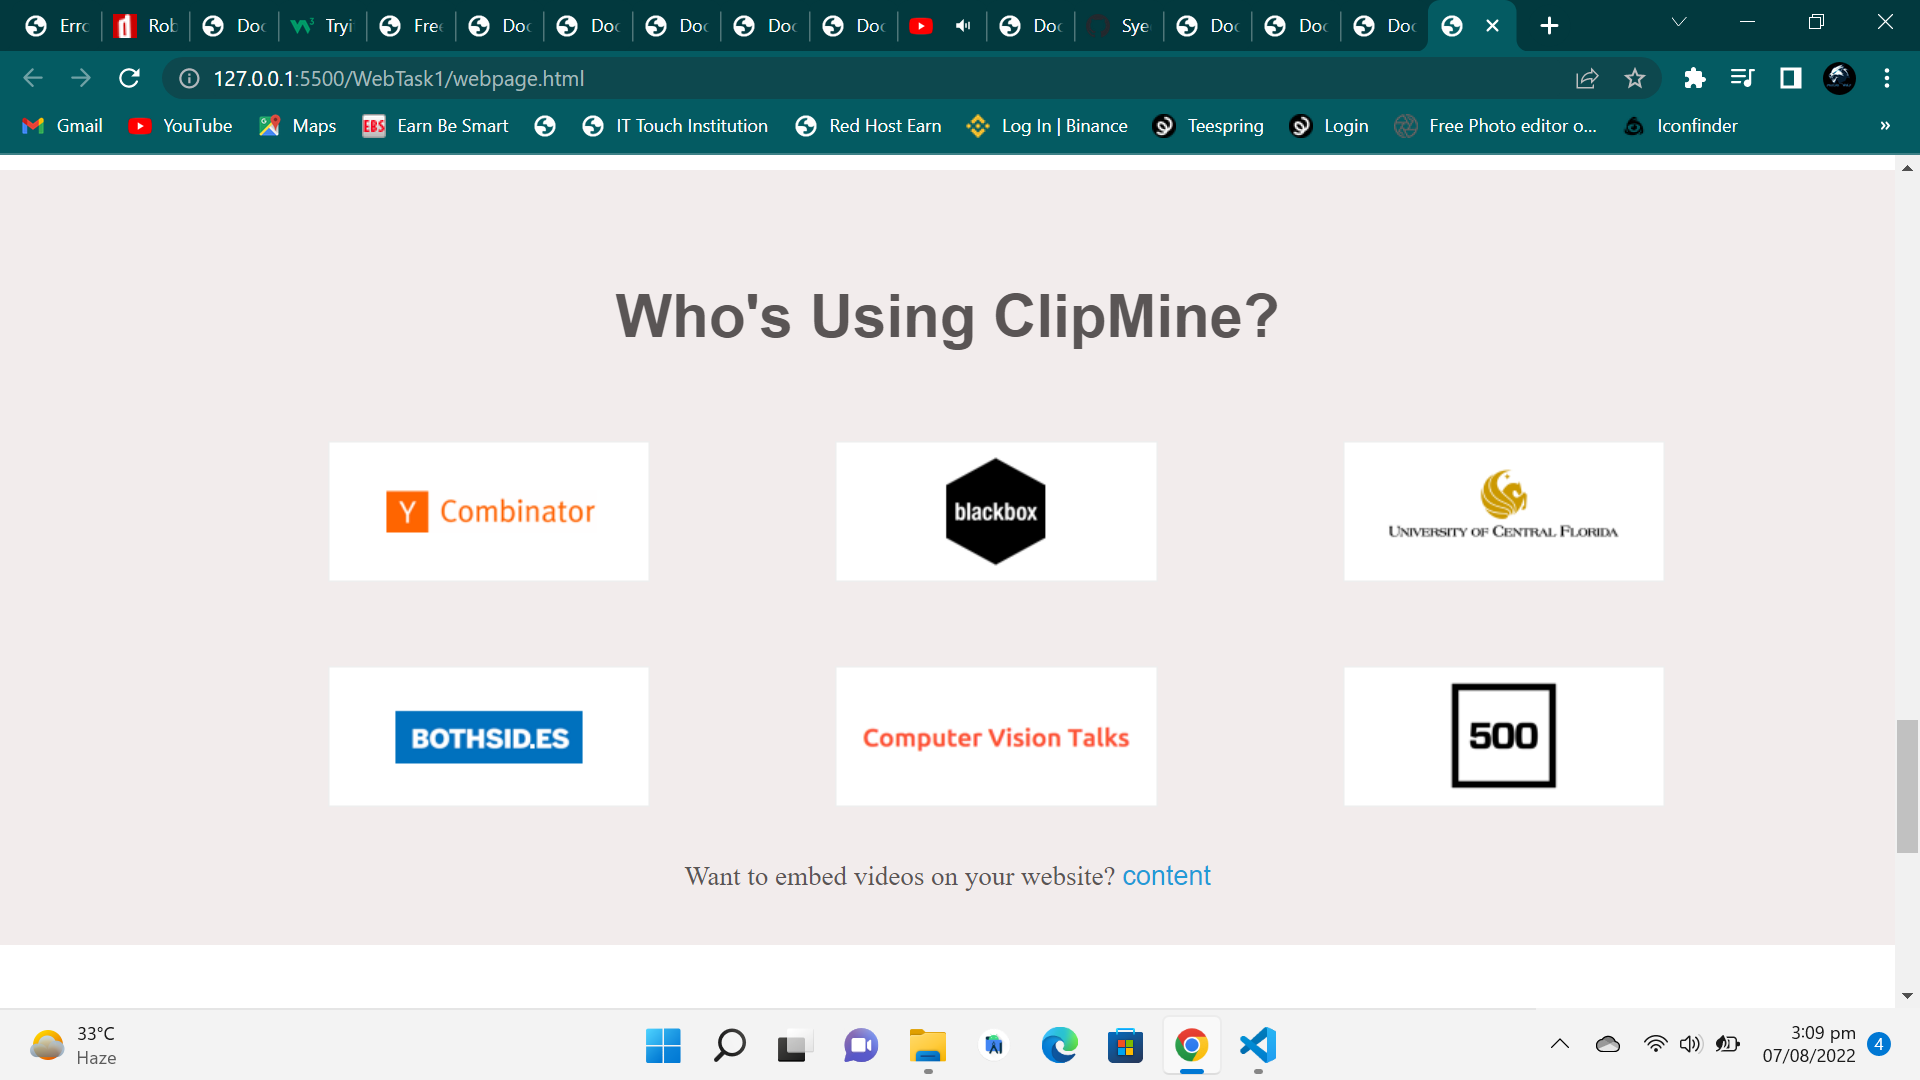 Erro Rob Doc Tryi Free Doc Doc Doc Doc Doc Doc Sye Doc Doc Doc
127.0.0.1:5500/WebTask1/webpage.html
Gmail YouTube Maps EBS Earn Be Smart IT Touch Institution Red Host Earn Log In | Binance Teespring Login Free Photo editor o... Iconfinder »
Who's Using ClipMine?
Y Combinator
blackbox
UNIVERSITY OF CENTRAL FLORIDA
BOTHSID.ES
Computer Vision Talks
500
Want to embed videos on your website? content
33°C
Haze
3:09 pm
07/08/2022
4